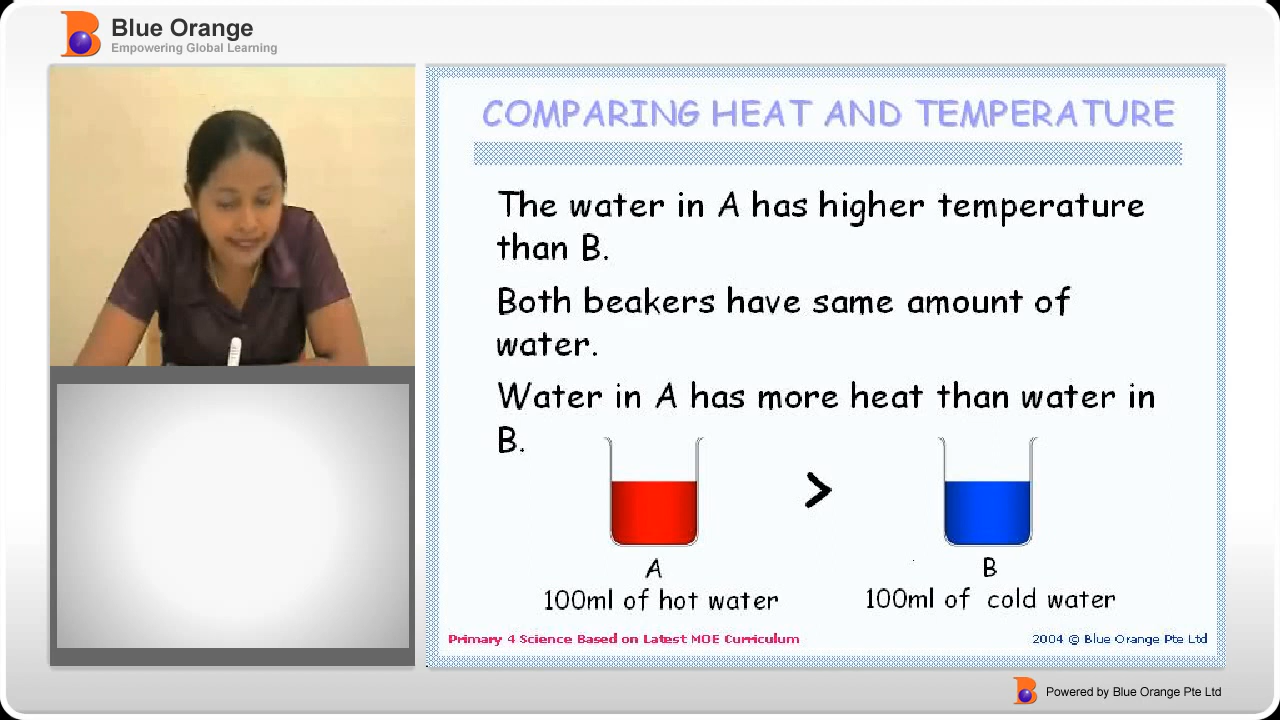 Blue Orange
Empowering Global Learning
COMPARING HEAT AND TEMPERATURE
The water in A has higher temperature
than B.
Both beakers have same amount of
water.
Water in A has more heat than water in
B.
>
A
100ml of hot water
B
100ml of cold water
Primary 4 Science Based on Latest MOE Curriculum
2004 © Blue Orange Pte Ltd
Powered by Blue Orange Pte Ltd